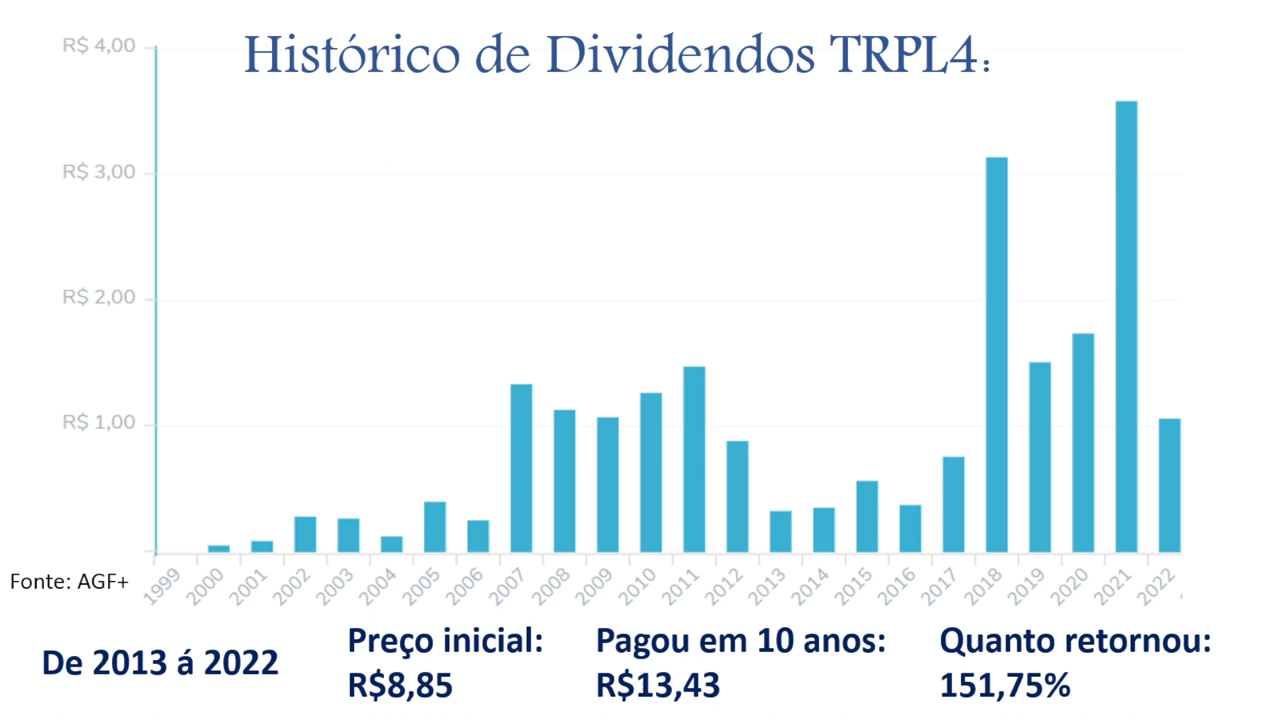 Histórico de Dividendos TRPL4:
R$ 4,00
R$ 3,00
R$ 2,00
R$ 1,00
1999 2000 2001 2002 2003 2004 2005 2006 2007 2008 2009 2010 2011 2012 2013 2014 2015 2016 2017 2018 2019 2020 2021 2022
Fonte: AGF+
De 2013 á 2022
Preço inicial:
R$8,85
Pagou em 10 anos:
R$13,43
Quanto retornou:
151,75%